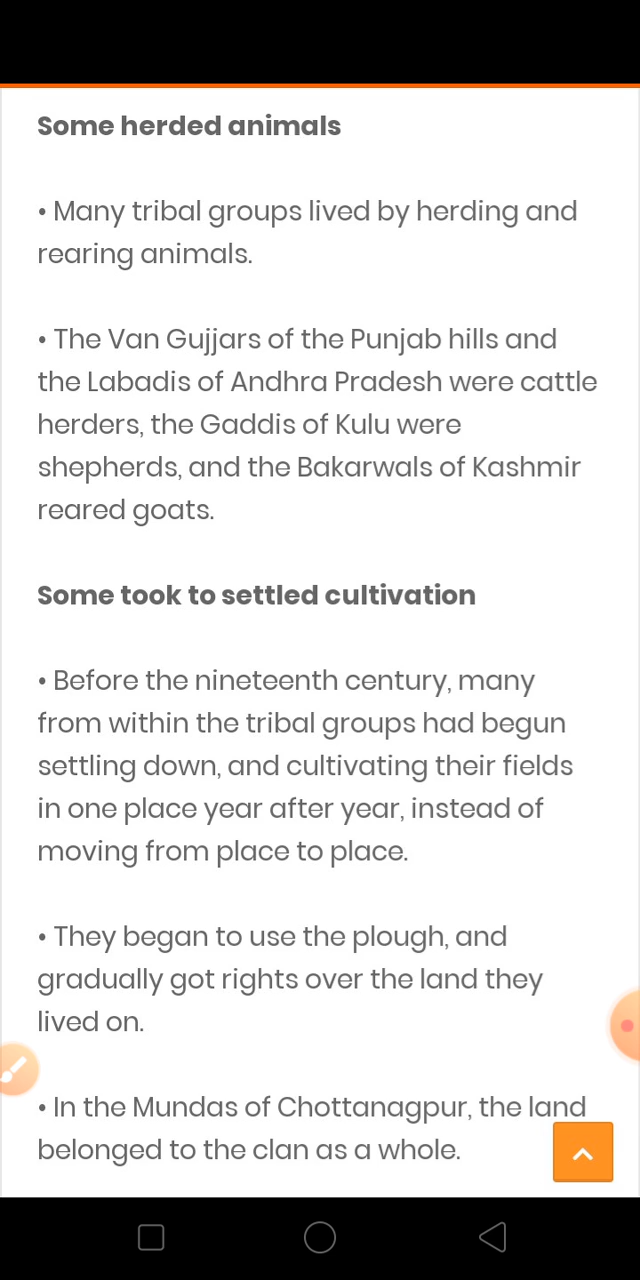 Some herded animals
• Many tribal groups lived by herding and
rearing animals.
• The Van Gujjars of the Punjab hills and
the Labadis of Andhra Pradesh were cattle
herders, the Gaddis of Kulu were
shepherds, and the Bakarwals of Kashmir
reared goats.
Some took to settled cultivation
• Before the nineteenth century, many
from within the tribal groups had begun
settling down, and cultivating their fields
in one place year after year, instead of
moving from place to place.
• They began to use the plough, and
gradually got rights over the land they
lived on.
• In the Mundas of Chottanagpur, the land
belonged to the clan as a whole.